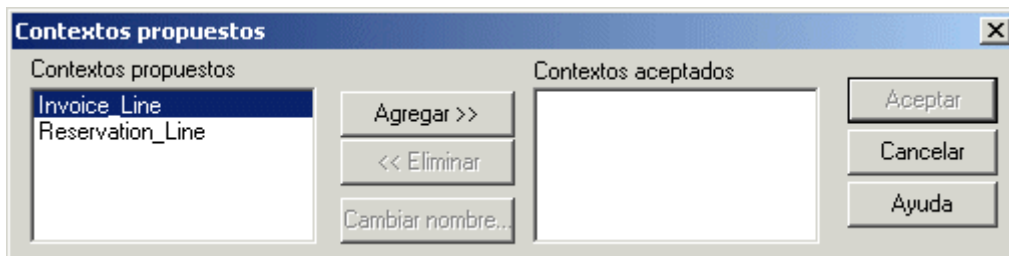 Contextos propuestos
Contextos propuestos
Invoice_Line
Reservation_Line
Agregar >>
<< Eliminar
Cambiar nombre...
Contextos aceptados
Aceptar
Cancelar
Ayuda